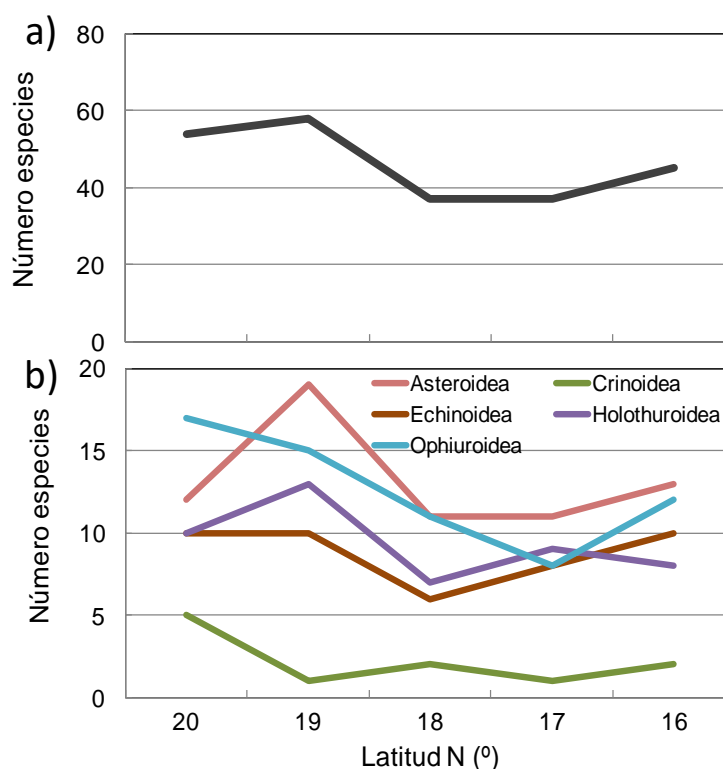 a)
80
60
40
20
0
Número especies
b)
20
15
10
5
0
Número especies
Asteroidea Crinoidea
Echinoidea Holothuroidea
Ophiuroidea
20 19 18 17 16
Latitud N (º)